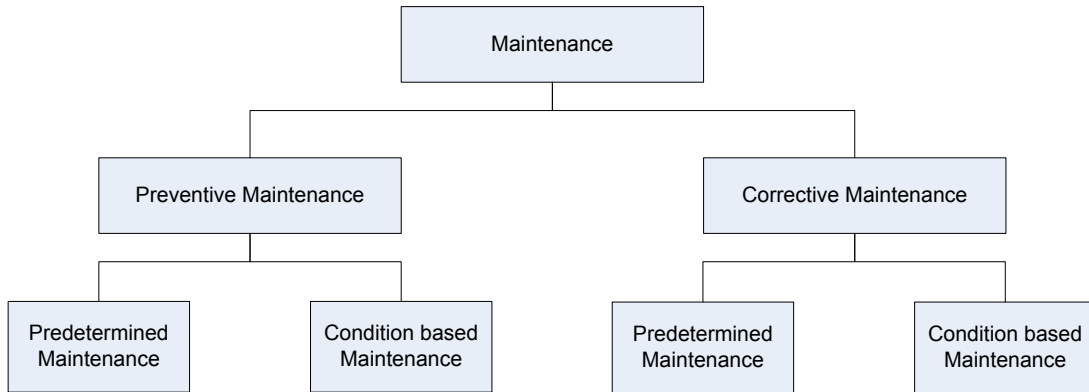 Maintenance
Preventive Maintenance
Corrective Maintenance
Predetermined
Maintenance
Condition based
Maintenance
Predetermined
Maintenance
Condition based
Maintenance